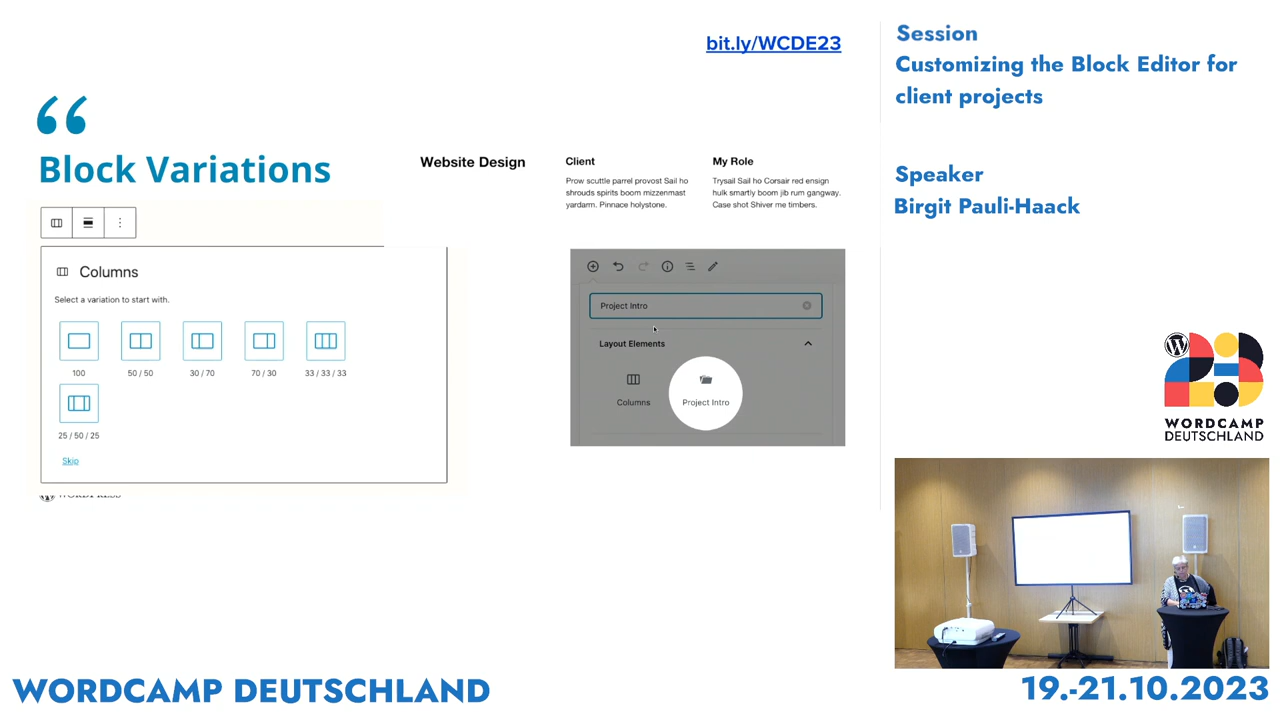 bit.ly/WCDE23
“
Block Variations
Columns
Select a variation to start with.
100
50 / 50
30 / 70
70 / 30
33 / 33 / 33
25 / 50 / 25
Skip
WORDPRESS
Website Design
Client
Prow scuttle parrel provost Sail ho
shrouds spirits boom mizzenmast
yardarm. Pinnace holystone.
My Role
Trysail Sail ho Corsair red ensign
hulk smartly boom jib rum gangway.
Case shot Shiver me timbers.
Project Intro
Layout Elements
Columns
Project Intro
Session
Customizing the Block Editor for
client projects
Speaker
Birgit Pauli-Haack
WORDCAMP
DEUTSCHLAND
WORDCAMP DEUTSCHLAND
19.-21.10.2023